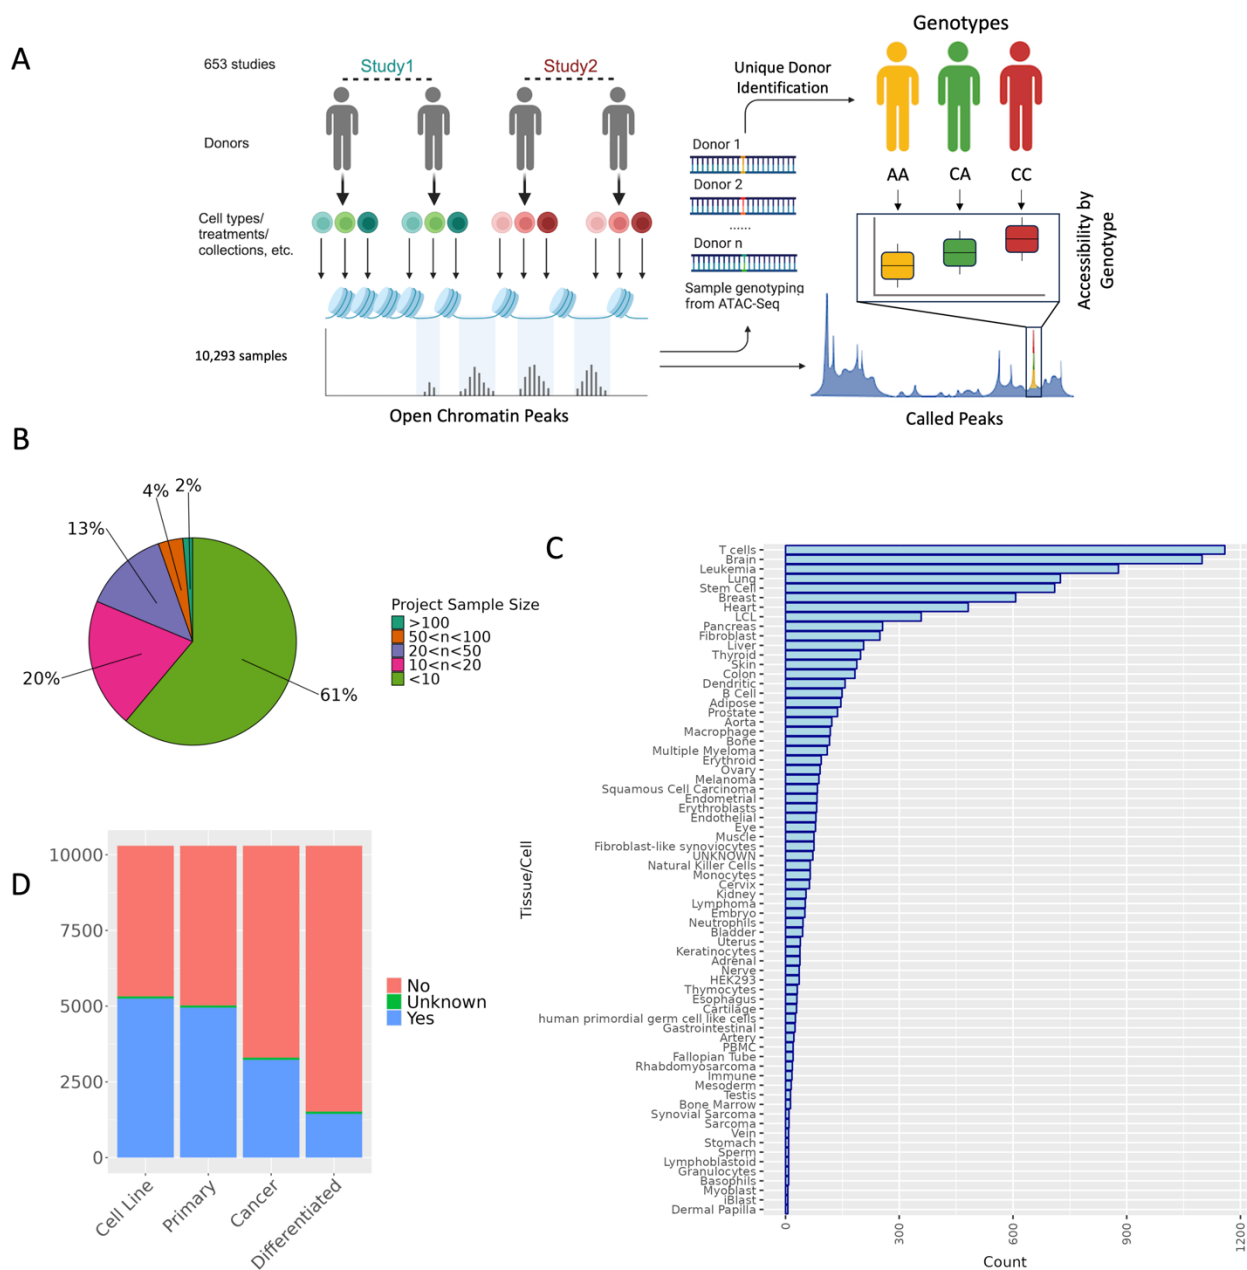 A
653 studies
Study1
Study2
Donors
Cell types/
treatments/
collections, etc.
10,293 samples
Open Chromatin Peaks
Unique Donor
Identification
Donor 1
Donor 2
......
Donor n
Sample genotyping
from ATAC-Seq
Genotypes
AA
CA
CC
Accessibility by
Genotype
Called Peaks
B
4%
2%
13%
20%
61%
Project Sample Size
>100
50<n<100
20<n<50
10<n<20
<10
C
Tissue/Cell
T cells
Brain
Leukemia
Lung
Stem Cell
Breast
Heart
LCL
Pancreas
Fibroblast
Liver
Thyroid
Skin
Colon
Dendritic
B Cell
Adipose
Prostate
Aorta
Macrophage
Bone
Multiple Myeloma
Erythroid
Ovary
Melanoma
Squamous Cell Carcinoma
Endometrial
Erythroblasts
Endothelial
Eye
Muscle
Fibroblast-like synoviocytes
UNKNOWN
Natural Killer Cells
Monocytes
Cervix
Kidney
Lymphoma
Embryo
Neutrophils
Bladder
Uterus
Keratinocytes
Adrenal
Nerve
HEK293
Thymocytes
Esophagus
Cartilage
human primordial germ cell like cells
Gastrointestinal
Artery
PBMC
Fallopian Tube
Rhabdomyosarcoma
Immune
Mesoderm
Testis
Bone Marrow
Synovial Sarcoma
Sarcoma
Vein
Stomach
Sperm
Lymphoblastoid
Granulocytes
Basophils
Myoblast
iBlast
Dermal Papilla
0
300
600
900
1200
Count
D
10000
7500
5000
2500
0
Cell Line
Primary
Cancer
Differentiated
No
Unknown
Yes